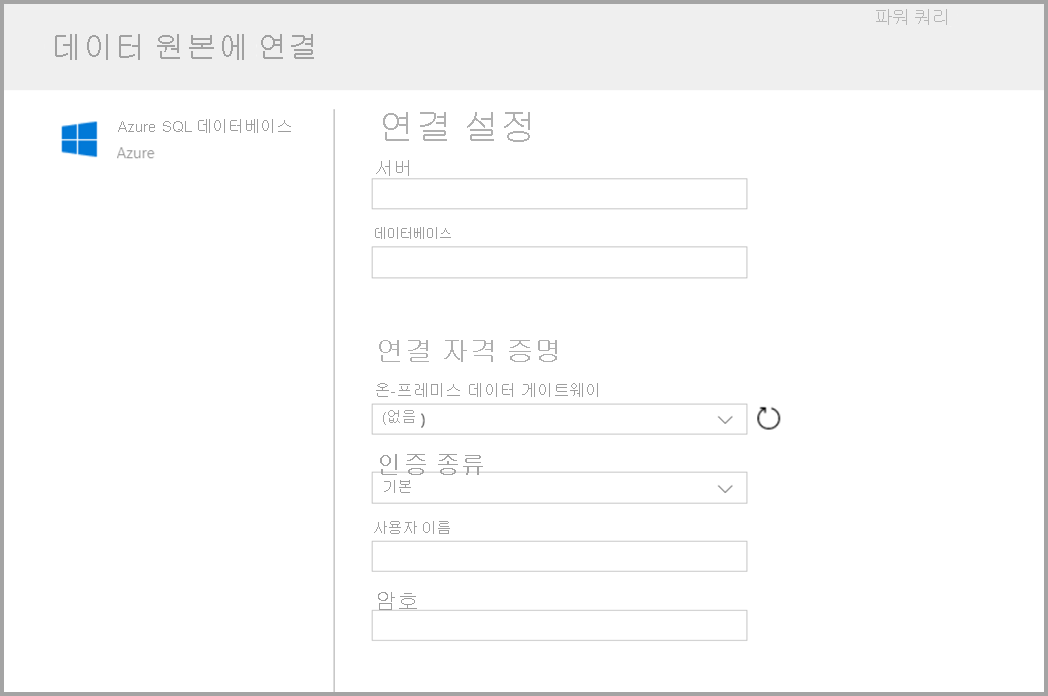 파워 쿼리
데이터 원본에 연결
Azure SQL 데이터베이스
Azure
연결 설정
서버
데이터베이스
연결 자격 증명
온-프레미스 데이터 게이트웨이
(없음 )
인증 종류
기본
사용자 이름
암호